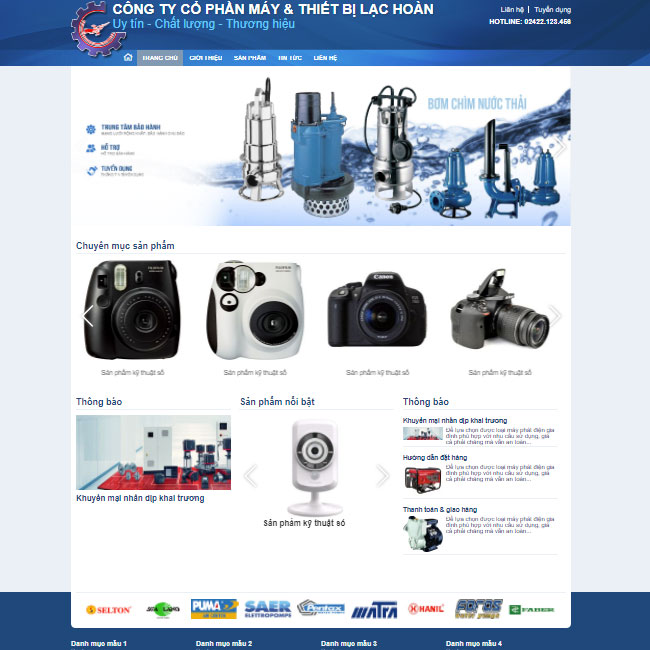 CÔNG TY CỔ PHẦN MÁY & THIẾT BỊ LẠC HOÀN
Uy tín - Chất lượng - Thương hiệu
Liên hệ | Tuyển dụng
HOTLINE: 02422.123.456
TRANG CHỦ GIỚI THIỆU SẢN PHẨM TIN TỨC LIÊN HỆ
BƠM CHÌM NƯỚC THẢI
TRUNG TÂM BẢO HÀNH
HỖ TRỢ
TUYỂN DỤNG
Chuyên mục sản phẩm
Canon
Sản phẩm kỹ thuật số Sản phẩm kỹ thuật số Sản phẩm kỹ thuật số Sản phẩm kỹ thuật số
Thông báo
Khuyến mại nhân dịp khai trương
Sản phẩm nổi bật
Sản phẩm kỹ thuật số
Thông báo
Khuyến mại nhân dịp khai trương
Để lựa chọn được loại máy phát điện gia
đình phù hợp với nhu cầu sử dụng, giá
cả phải chăng mà vẫn an toàn...
Hướng dẫn đặt hàng
Để lựa chọn được loại máy phát điện gia
đình phù hợp với nhu cầu sử dụng, giá
cả phải chăng mà vẫn an toàn...
Thanh toán & giao hàng
Để lựa chọn được loại máy phát điện gia
đình phù hợp với nhu cầu sử dụng, giá
cả phải chăng mà vẫn an toàn...
SELTON SEALAND PUMA SAER ELETTROPOMPE Pentax MATRA HANIL
Danh mục mẫu 1 Danh mục mẫu 2 Danh mục mẫu 3 Danh mục mẫu 4